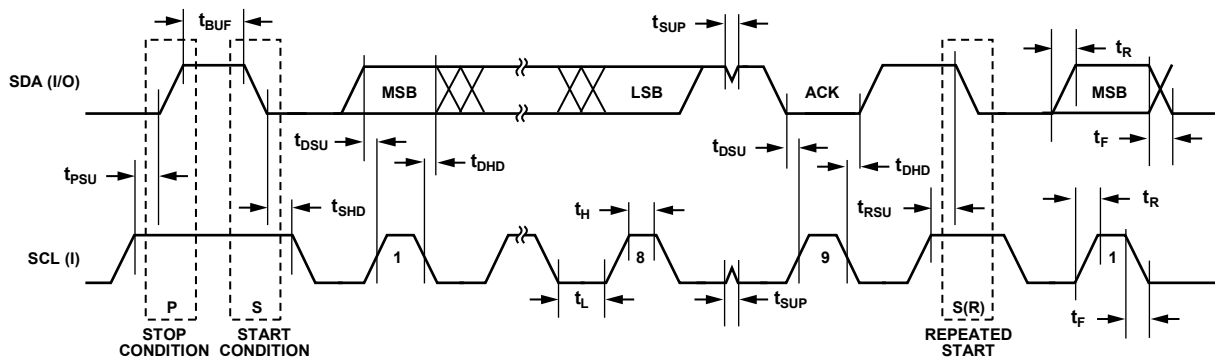 tBUF
tSUP
tR
SDA (I/O)
MSB
LSB
ACK
MSB
tDSU
tDHD
tDSU
tDHD
tF
tPSU
tSHD
tH
tRSU
tR
SCL (I)
1
8
9
1
P
S
tL
tSUP
S(R)
tF
STOP
CONDITION
START
CONDITION
REPEATED
START